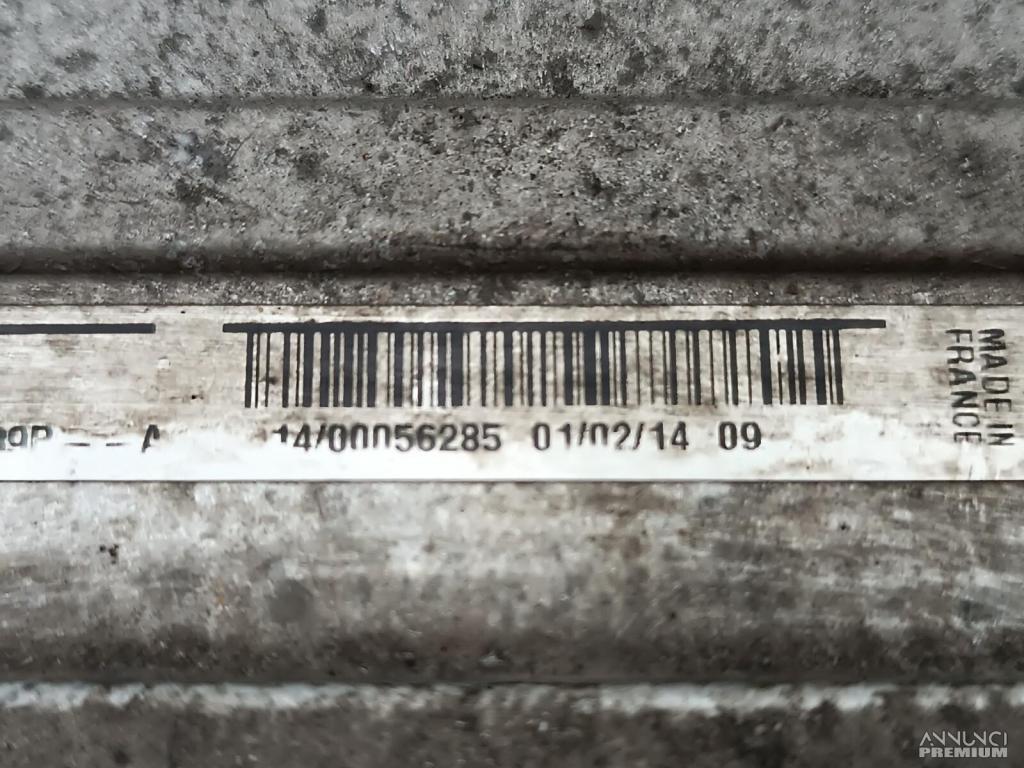 14/00056285 01/02/14 09
MADE IN
FRANCE
ANNUNCI
PREMIUM